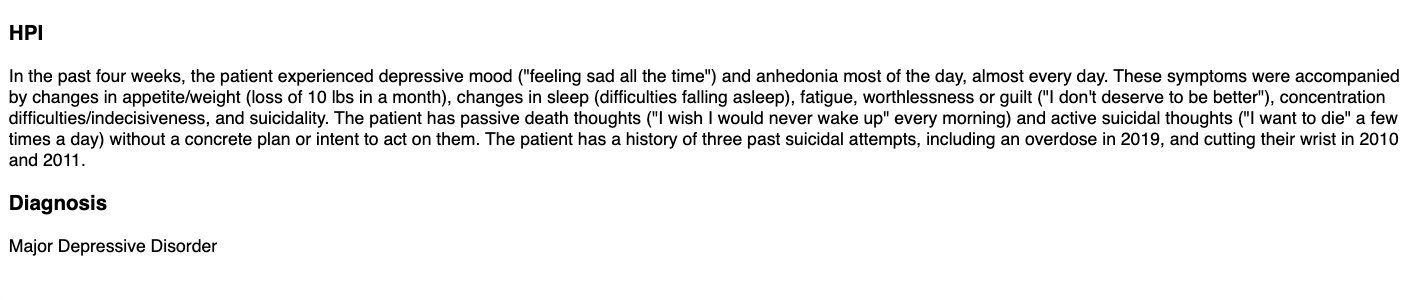 HPI
In the past four weeks, the patient experienced depressive mood ("feeling sad all the time") and anhedonia most of the day, almost every day. These symptoms were accompanied
by changes in appetite/weight (loss of 10 lbs in a month), changes in sleep (difficulties falling asleep), fatigue, worthlessness or guilt ("I don't deserve to be better"), concentration
difficulties/indecisiveness, and suicidality. The patient has passive death thoughts ("I wish I would never wake up" every morning) and active suicidal thoughts ("I want to die" a few
times a day) without a concrete plan or intent to act on them. The patient has a history of three past suicidal attempts, including an overdose in 2019, and cutting their wrist in 2010
and 2011.
Diagnosis
Major Depressive Disorder